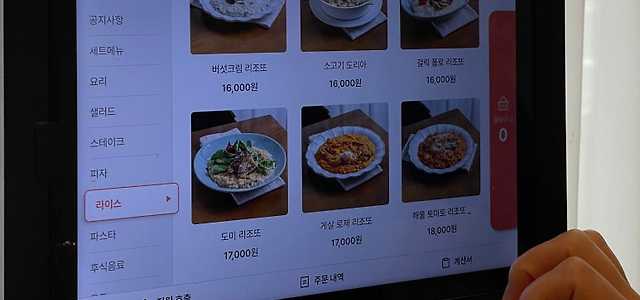 공지사항
세트메뉴
요리
샐러드
스테이크
피자
라이스
파스타
후식음료
버섯크림 리조또
16,000원
소고기 도리아
16,000원
갈릭 풀로 리조또
16,000원
도미 리조또
17,000원
게살 로제 리조또
17,000원
해물 토마토 리조또
18,000원
0
주문 내역
계산서